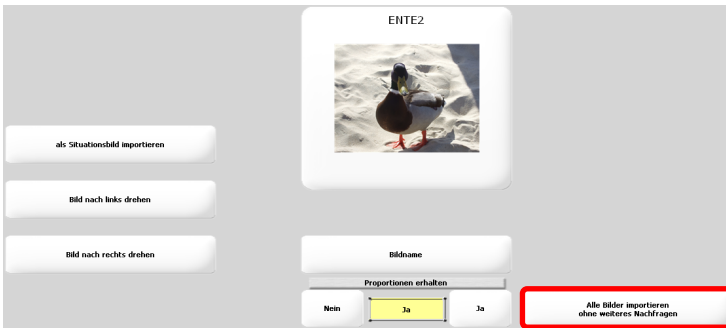 ENTE2
als Situationsbild importieren
Bild nach links drehen
Bild nach rechts drehen
Bildname
Proportionen erhalten
Nein
Ja
Ja
Alle Bilder importieren
ohne weiteres Nachfragen